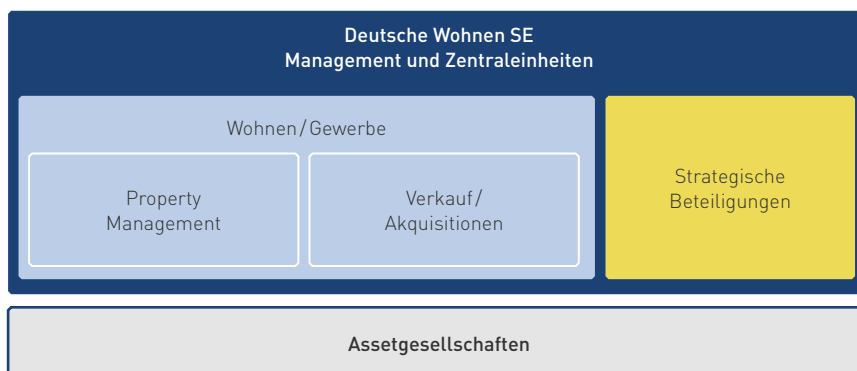 Deutsche Wohnen SE
Management und Zentraleinheiten
Wohnen/Gewerbe
Property
Management
Verkauf/
Akquisitionen
Strategische
Beteiligungen
Assetgesellschaften